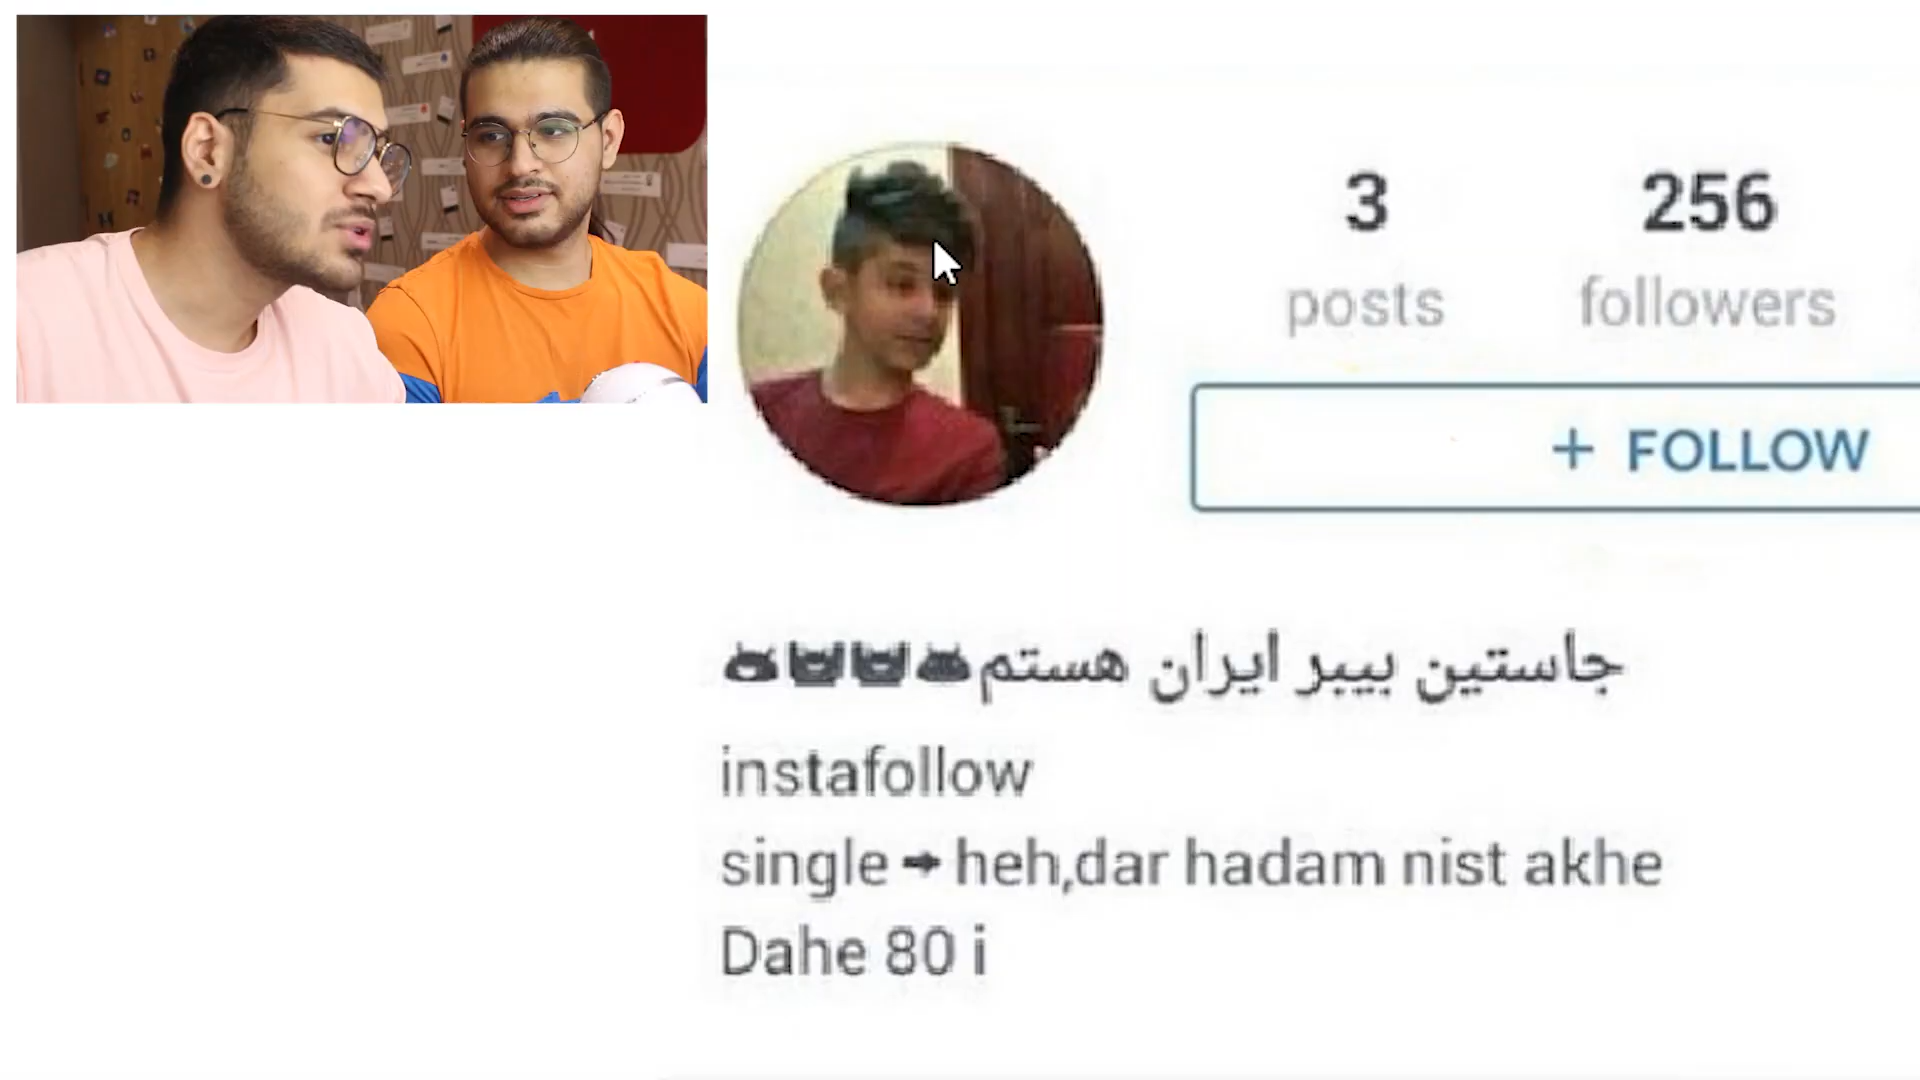 3
256
posts
followers
+ FOLLOW
جاستین بیبر ایران هستم
instafollow
single ➡ heh,dar hadam nist akhe
Dahe 80 i